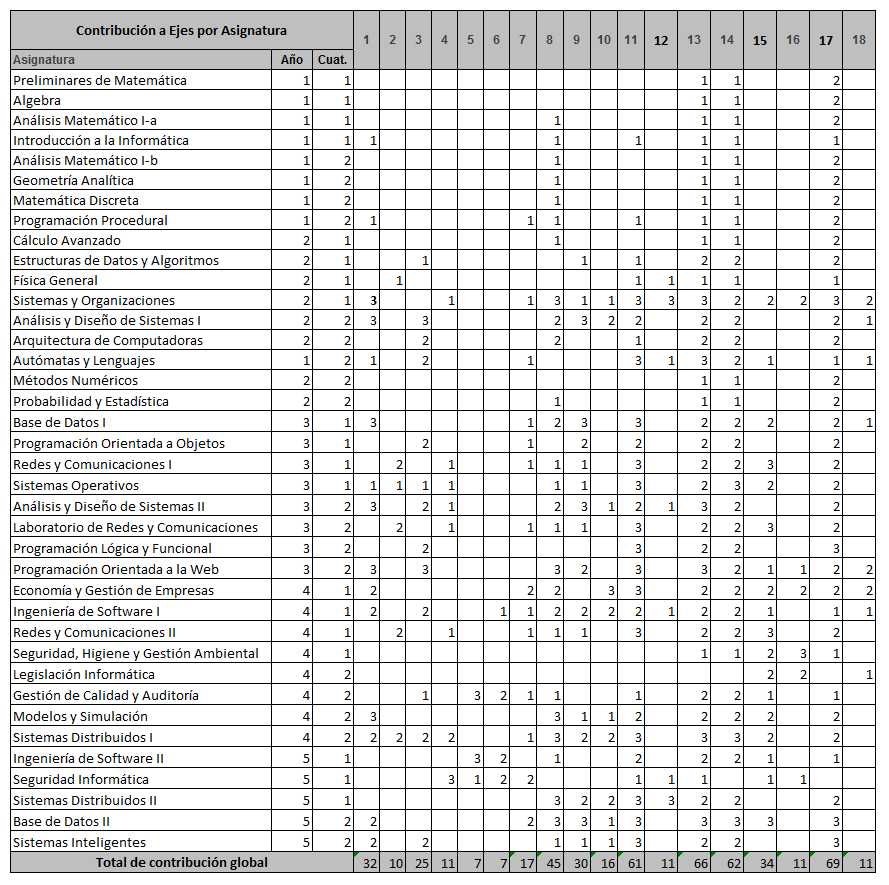 Contribución a Ejes por Asignatura 1 2 3 4 5 6 7 8 9 10 11 12 13 14 15 16 17 18
Asignatura Año Cuat.
Preliminares de Matemática 1 1 1 1 2
Algebra 1 1 1 1 2
Análisis Matemático I-a 1 1 1 1 1 2
Introducción a la Informática 1 1 1 1 1 1 1 1
Análisis Matemático I-b 1 2 1 1 1 2
Geometría Analítica 1 2 1 1 1 2
Matemática Discreta 1 2 1 1 1 2
Programación Procedural 1 2 1 1 1 1 1 1 2
Cálculo Avanzado 2 1 1 1 1 2
Estructuras de Datos y Algoritmos 2 1 1 1 1 2 2 2
Física General 2 1 1 1 1 1 1 1
Sistemas y Organizaciones 2 1 3 1 1 3 1 1 3 3 3 2 2 2 3 2
Análisis y Diseño de Sistemas I 2 2 3 3 2 3 2 2 2 2 2 1
Arquitectura de Computadoras 2 2 2 2 1 2 2 2
Autómatas y Lenguajes 1 2 1 2 1 3 1 3 2 1 1 1
Métodos Numéricos 2 2 1 1 2
Probabilidad y Estadística 2 2 1 1 1 2
Base de Datos I 3 1 3 1 2 3 3 2 2 2 2 1
Programación Orientada a Objetos 3 1 2 1 2 2 2 2 2
Redes y Comunicaciones I 3 1 2 1 1 1 1 3 2 2 3 2
Sistemas Operativos 3 1 1 1 1 1 1 1 3 2 3 2 2
Análisis y Diseño de Sistemas II 3 2 3 2 1 2 3 1 2 1 3 2 2
Laboratorio de Redes y Comunicaciones 3 2 2 1 1 1 1 3 2 2 3 2
Programación Lógica y Funcional 3 2 2 3 2 2 3
Programación Orientada a la Web 3 2 3 3 3 2 3 3 2 1 1 2 2
Economía y Gestión de Empresas 4 1 2 2 2 3 3 2 2 2 2 2 2
Ingeniería de Software I 4 1 2 2 1 1 2 2 2 2 1 2 2 1 1 1
Redes y Comunicaciones II 4 1 2 1 1 1 1 3 2 2 3 2
Seguridad, Higiene y Gestión Ambiental 4 1 1 1 2 3 1
Legislación Informática 4 2 2 2 1
Gestión de Calidad y Auditoría 4 2 1 3 2 1 1 1 2 2 1 1
Modelos y Simulación 4 2 3 3 1 1 2 2 2 2 2
Sistemas Distribuidos I 4 2 2 2 2 2 1 3 2 2 3 3 3 2 2
Ingeniería de Software II 5 1 3 2 1 2 2 2 1 1
Seguridad Informática 5 1 3 1 2 2 1 1 1 1 1
Sistemas Distribuidos II 5 1 3 2 2 3 3 2 2 2
Base de Datos II 5 2 2 2 3 3 1 3 3 3 3 3
Sistemas Inteligentes 5 2 2 2 1 1 1 3 2 2 3
Total de contribución global 32 10 25 11 7 7 17 45 30 16 61 11 66 62 34 11 69 11